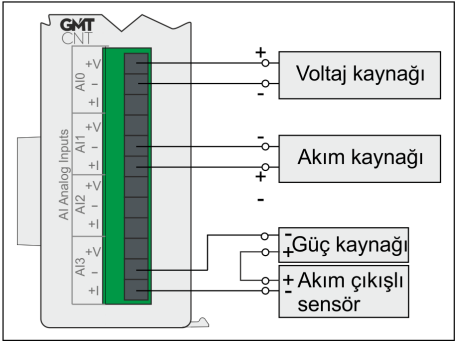 GMT
CNT
AI Analog Inputs
AI0
+V
-
+I
AI1
+V
-
+I
AI2
+V
-
+I
AI3
+V
-
+I
+
-
Voltaj kaynağı
-
+
Akım kaynağı
-
-
+
Güç kaynağı
+
-
Akım çıkışlı
sensör